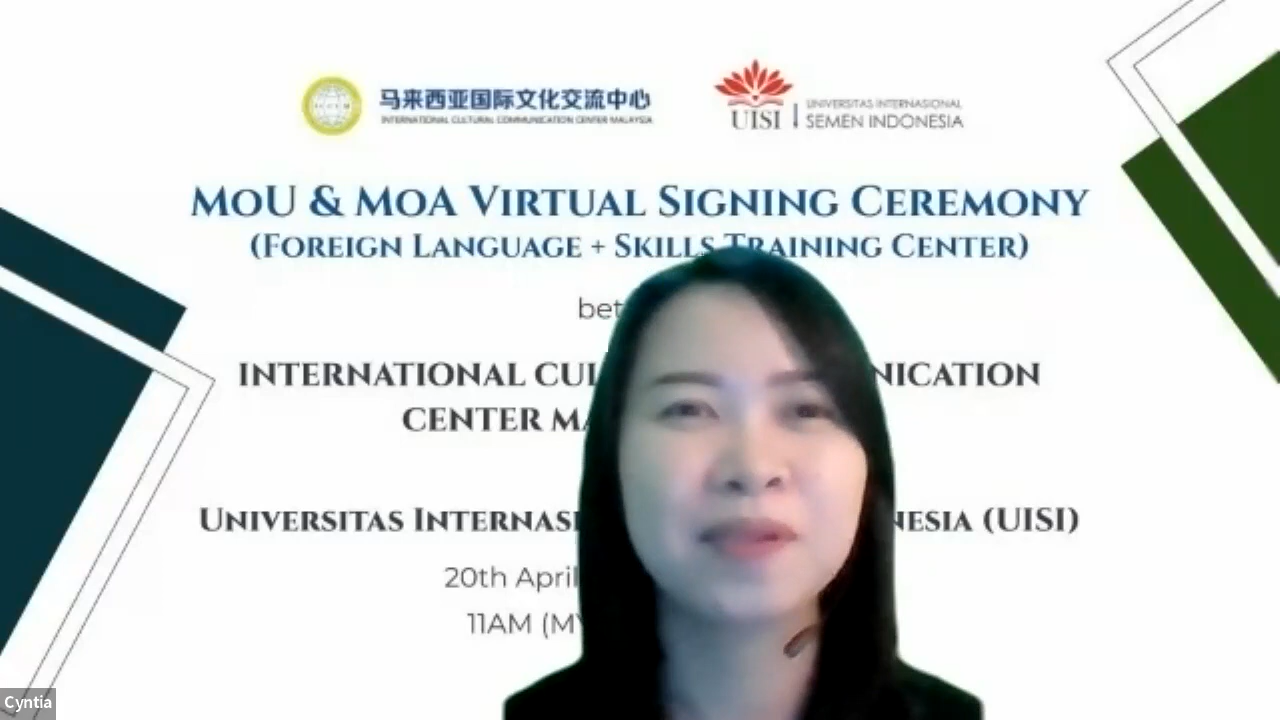 马来西亚国际文化交流中心
INTERNATIONAL CULTURAL COMMUNICATION CENTER MALAYSIA
ICCCM
UISI
UNIVERSITAS INTERNASIONAL
SEMEN INDONESIA
MoU & MoA Virtual Signing Ceremony
(Foreign Language + Skills Training Center)
bet
INTERNATIONAL CUL NICATION
CENTER MA
Universitas Internasi nesia (UISI)
20th April
11AM (MY
Cyntia